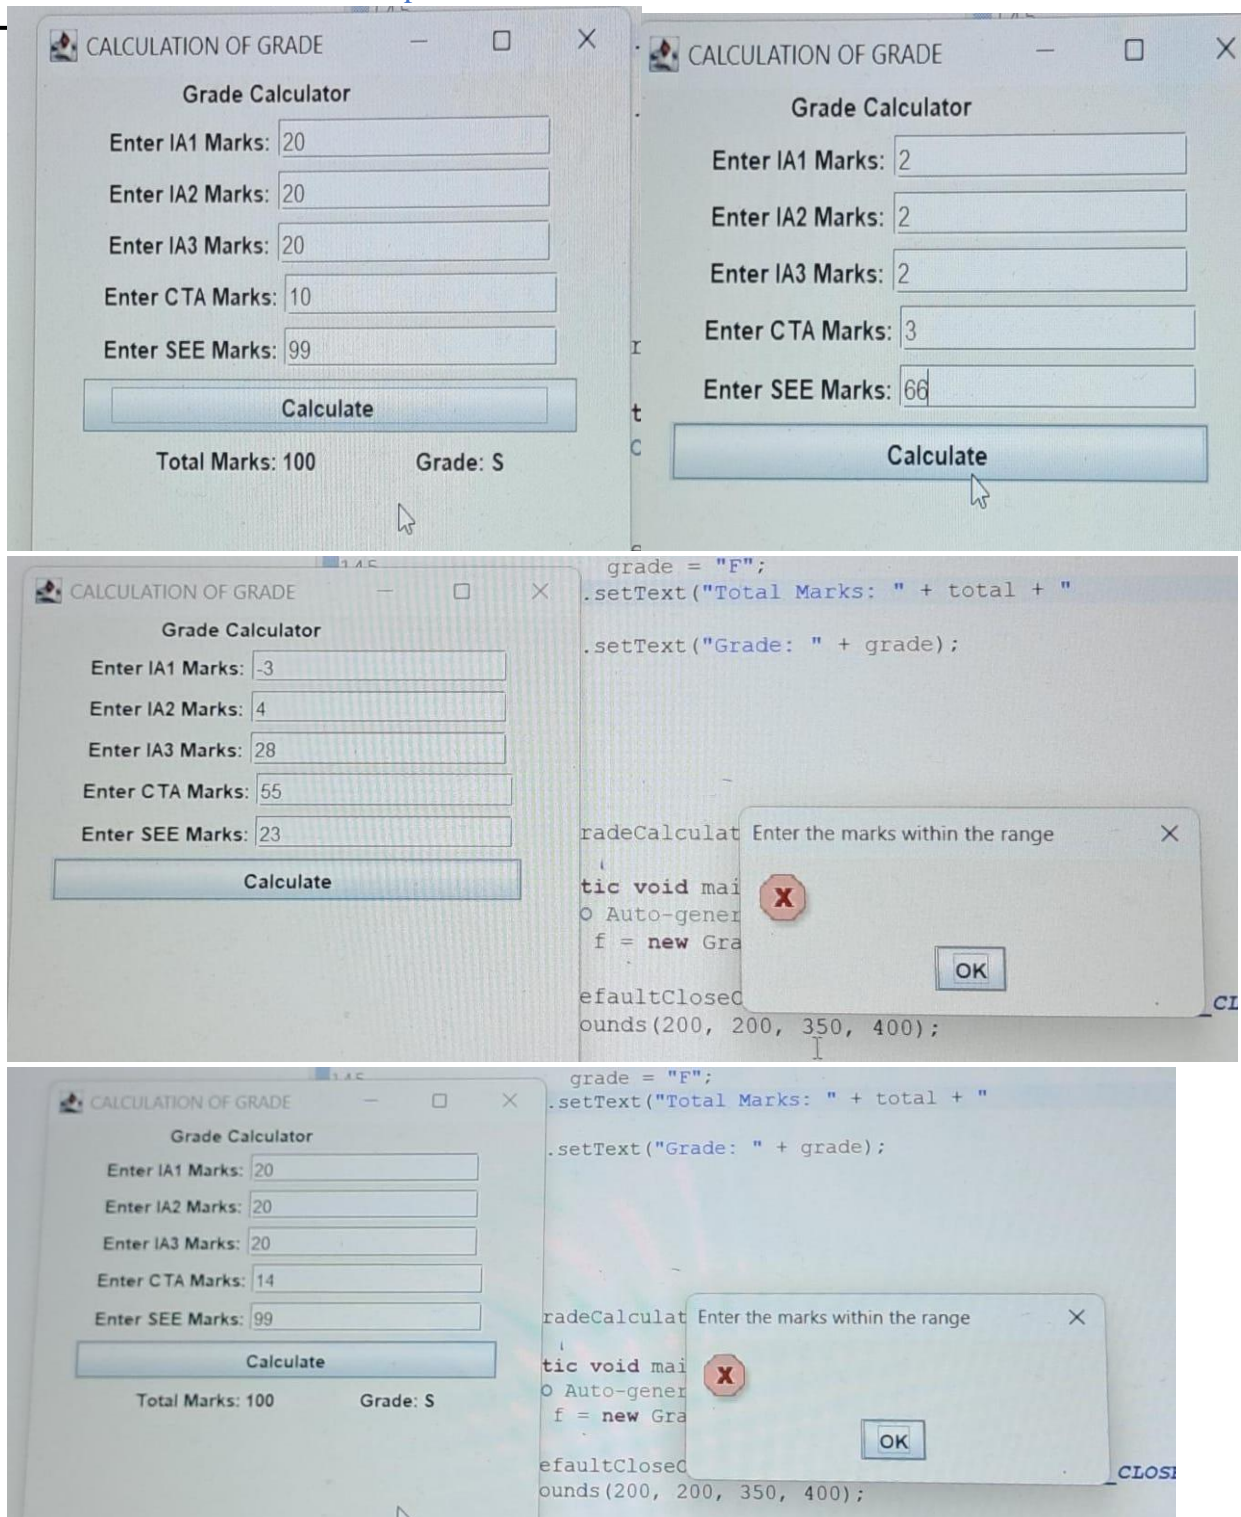 CALCULATION OF GRADE
Grade Calculator
Enter IA1 Marks: 20
Enter IA2 Marks: 20
Enter IA3 Marks: 20
Enter CTA Marks: 10
Enter SEE Marks: 99
Calculate
Total Marks: 100 Grade: S
CALCULATION OF GRADE
Grade Calculator
Enter IA1 Marks: 2
Enter IA2 Marks: 2
Enter IA3 Marks: 2
Enter CTA Marks: 3
Enter SEE Marks: 66
Calculate
145
CALCULATION OF GRADE
Grade Calculator
Enter IA1 Marks: -3
Enter IA2 Marks: 4
Enter IA3 Marks: 28
Enter CTA Marks: 55
Enter SEE Marks: 23
Calculate
grade = "F";
.setText("Total Marks: " + total + "
.setText("Grade: " + grade);
radeCalculat
tic void mai
o Auto-gener
f = new Gra
efaultCloseO
_CL
ounds(200, 200, 350, 400);
Enter the marks within the range
X
OK
145
CALCULATION OF GRADE
Grade Calculator
Enter IA1 Marks: 20
Enter IA2 Marks: 20
Enter IA3 Marks: 20
Enter CTA Marks: 14
Enter SEE Marks: 99
Calculate
Total Marks: 100 Grade: S
grade = "F";
.setText("Total Marks: " + total + "
.setText("Grade: " + grade);
radeCalculat
tic void mai
o Auto-gener
f = new Gra
efaultCloseO
_CLOSE
ounds(200, 200, 350, 400);
Enter the marks within the range
X
OK